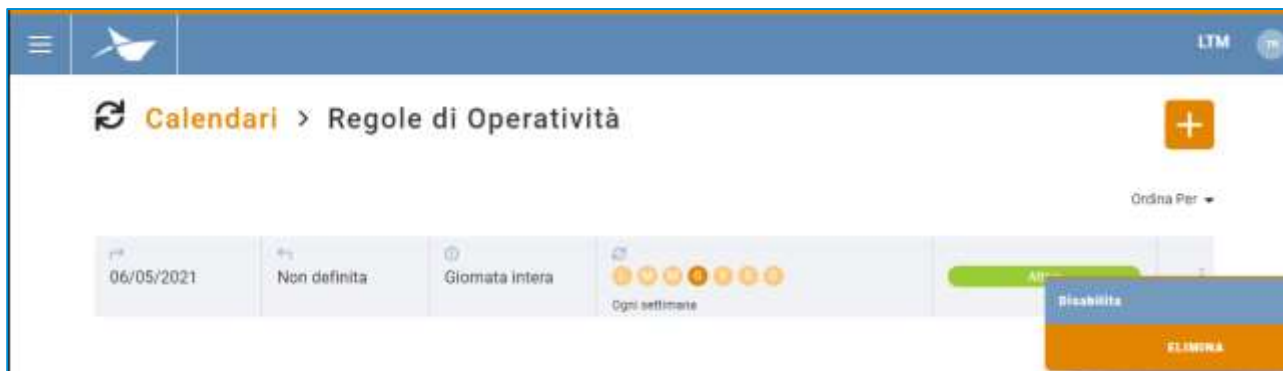 LTM
Calendari > Regole di Operatività
Ordina Per
06/05/2021
Non definita
Giornata intera
Ogni settimana
Disabilita
ELIMINA